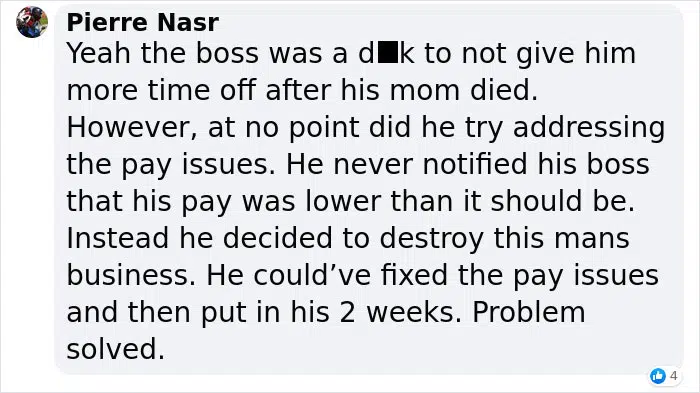 Pierre Nasr
Yeah the boss was a d■k to not give him
more time off after his mom died.
However, at no point did he try addressing
the pay issues. He never notified his boss
that his pay was lower than it should be.
Instead he decided to destroy this mans
business. He could’ve fixed the pay issues
and then put in his 2 weeks. Problem
solved.
4